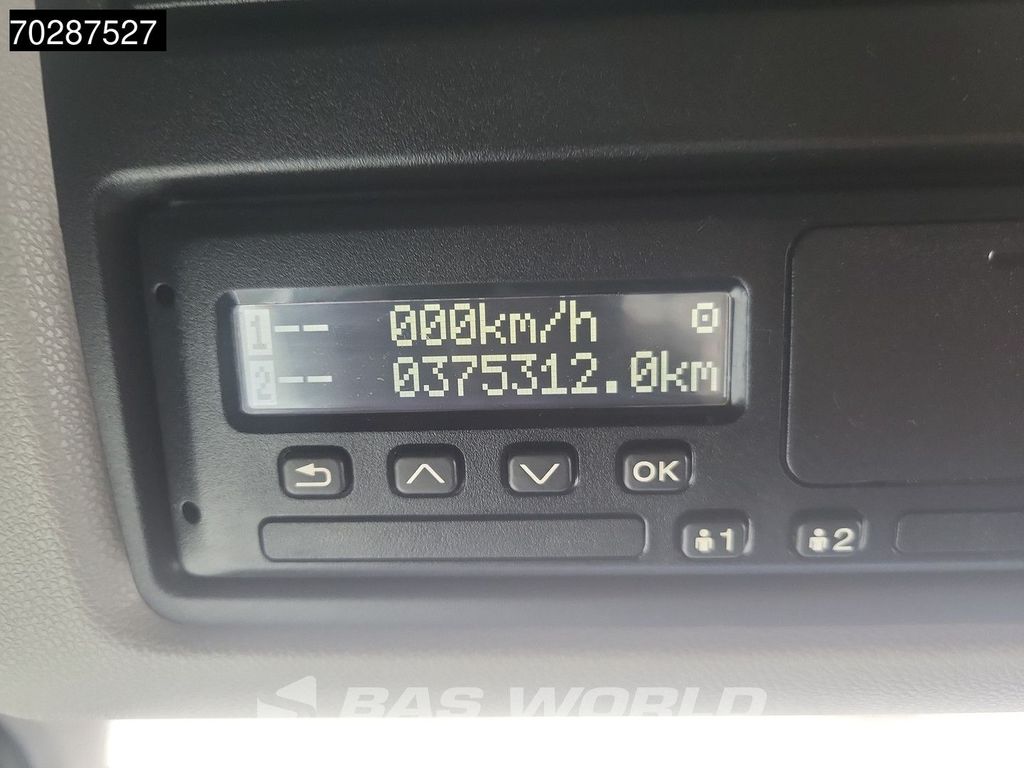 70287527
1 -- 000km/h
2 -- 0375312.0km
OK
1 2
BAS WORLD